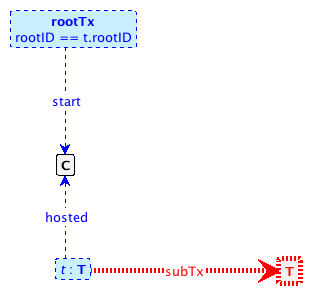 rootTx
rootID == t.rootID
start
C
hosted
t : T
subTx
T